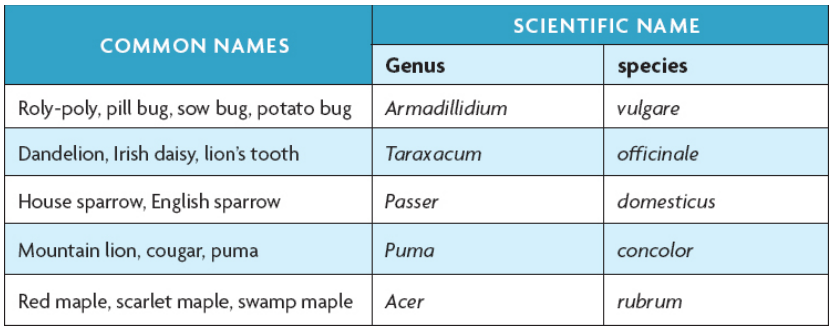 COMMON NAMES
SCIENTIFIC NAME
Genus species
Roly-poly, pill bug, sow bug, potato bug Armadillidium vulgare
Dandelion, Irish daisy, lion's tooth Taraxacum officinale
House sparrow, English sparrow Passer domesticus
Mountain lion, cougar, puma Puma concolor
Red maple, scarlet maple, swamp maple Acer rubrum